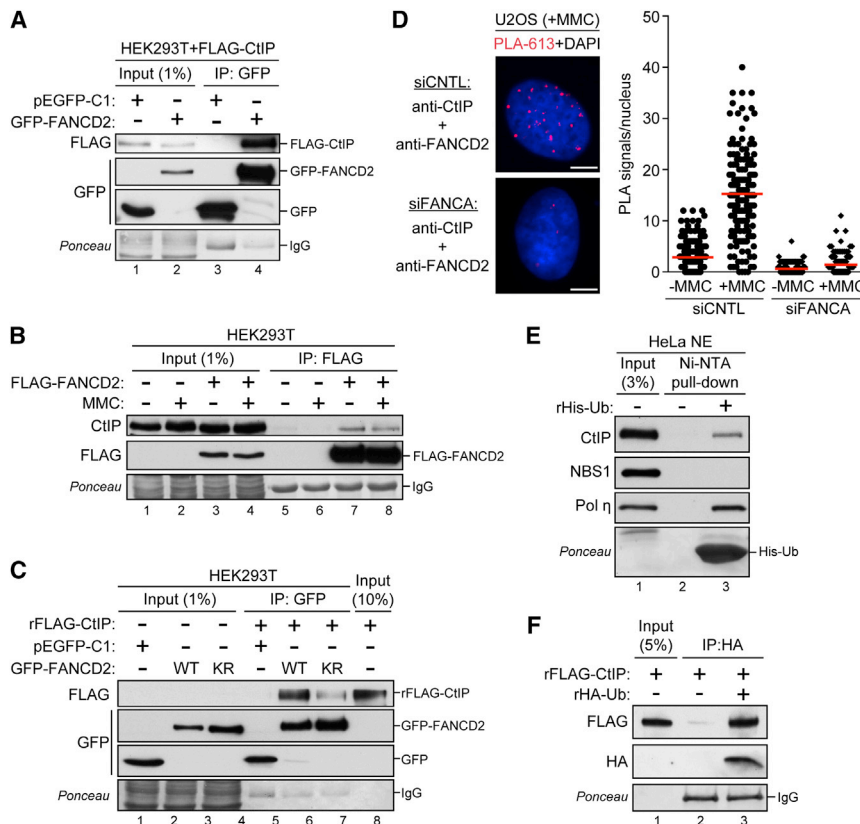 A
HEK293T+FLAG-CtIP
Input (1%) IP: GFP
pEGFP-C1: + - + -
GFP-FANCD2: - + - +
FLAG FLAG-CtIP
GFP GFP-FANCD2
GFP
Ponceau IgG
1 2 3 4
B
HEK293T
Input (1%) IP: FLAG
FLAG-FANCD2: - - + + - - + +
MMC: - + - + - + - +
CtIP
FLAG FLAG-FANCD2
Ponceau IgG
1 2 3 4 5 6 7 8
C
HEK293T
Input (1%) IP: GFP Input (10%)
rFLAG-CtIP: - - - + + + +
pEGFP-C1: + - - + - - -
GFP-FANCD2: - WT KR - WT KR -
FLAG rFLAG-CtIP
GFP GFP-FANCD2
GFP
Ponceau IgG
1 2 3 4 5 6 7 8
D
U2OS (+MMC)
PLA-613+DAPI
siCNTL:
anti-CtIP
+
anti-FANCD2
siFANCA:
anti-CtIP
+
anti-FANCD2
PLA signals/nucleus
50
40
30
20
10
0
-MMC +MMC -MMC +MMC
siCNTL siFANCA
E
HeLa NE
Input (3%) Ni-NTA pull-down
rHis-Ub: - - +
CtIP
NBS1
Pol η
Ponceau His-Ub
1 2 3
F
Input (5%) IP:HA
rFLAG-CtIP: + + +
rHA-Ub: - - +
FLAG
HA
Ponceau IgG
1 2 3